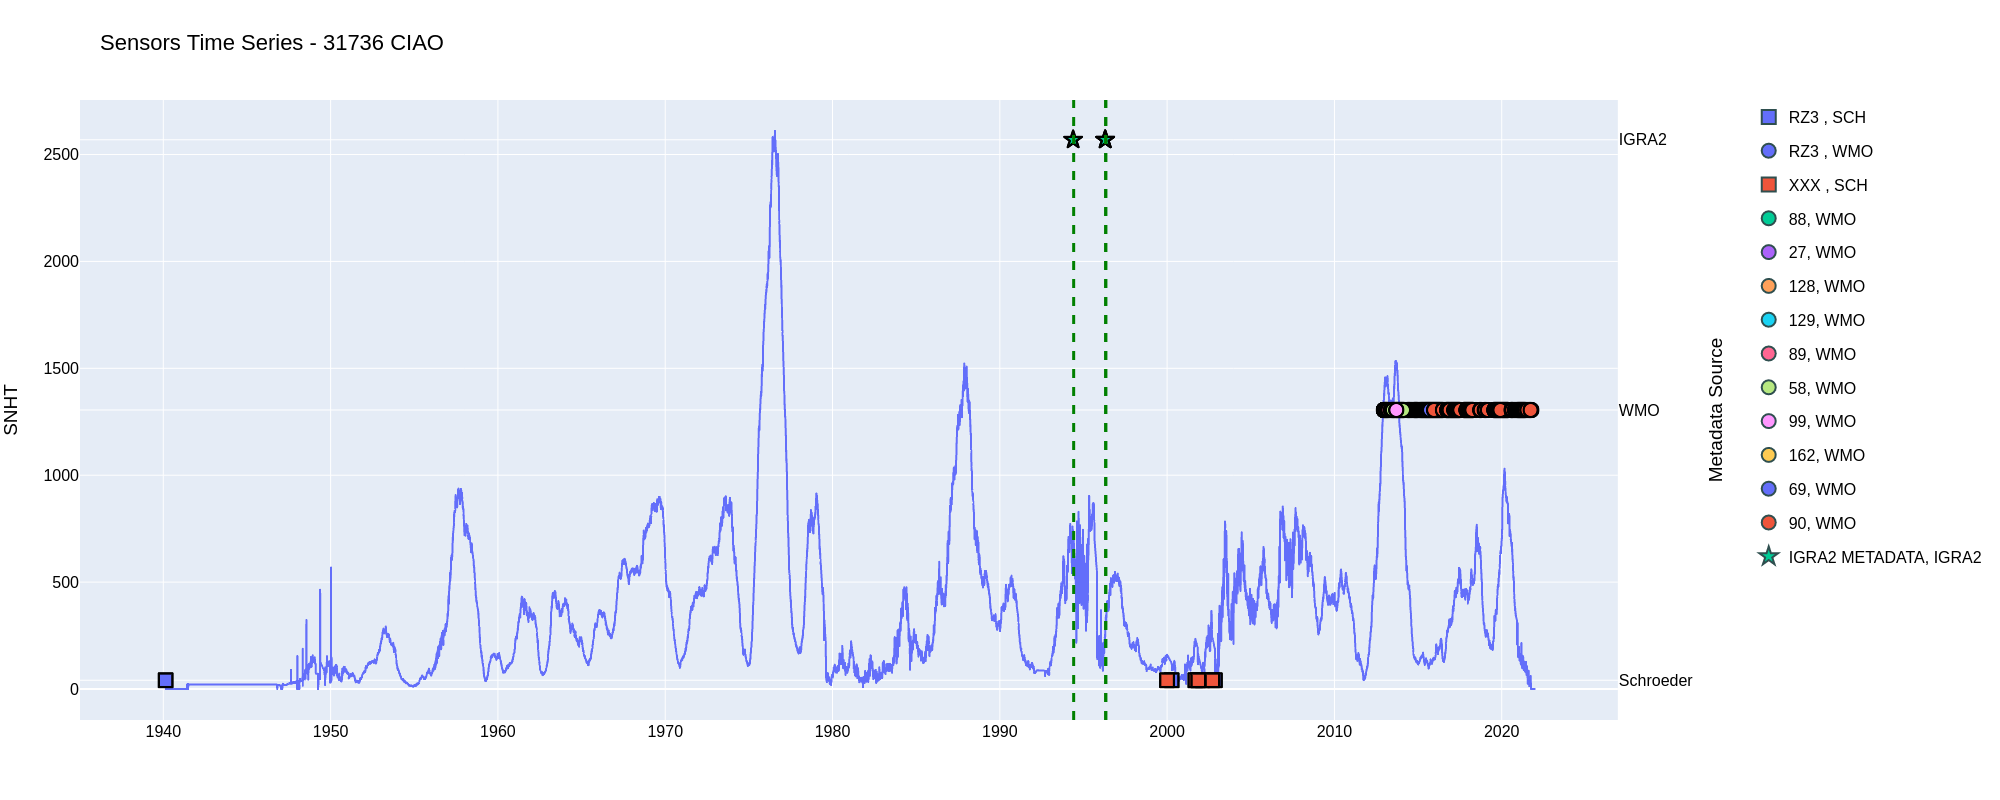 Sensors Time Series - 31736 CIAO
SNHT
2500
2000
1500
1000
500
0
1940
1950
1960
1970
1980
1990
2000
2010
2020
IGRA2
WMO
Schroeder
Metadata Source
RZ3 , SCH
RZ3 , WMO
XXX , SCH
88, WMO
27, WMO
128, WMO
129, WMO
89, WMO
58, WMO
99, WMO
162, WMO
69, WMO
90, WMO
IGRA2 METADATA, IGRA2